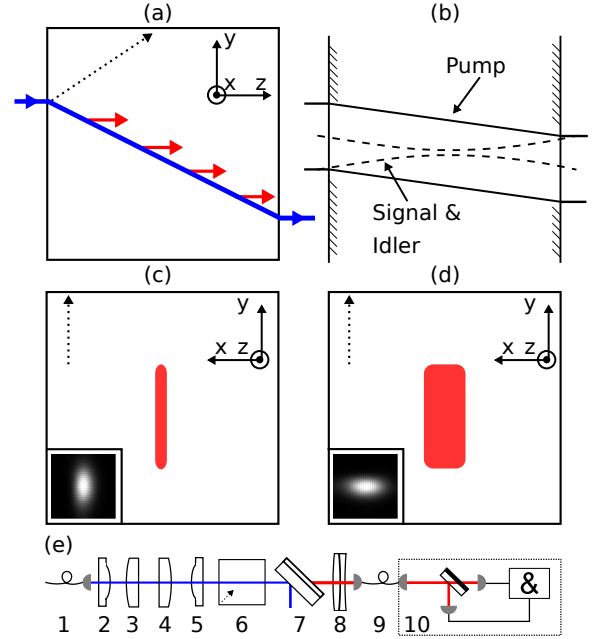 (a)
y
x z
(b)
Pump
Signal &
Idler
(c)
y
x z
(d)
y
x z
(e)
&
1 2 3 4 5 6 7 8 9 10